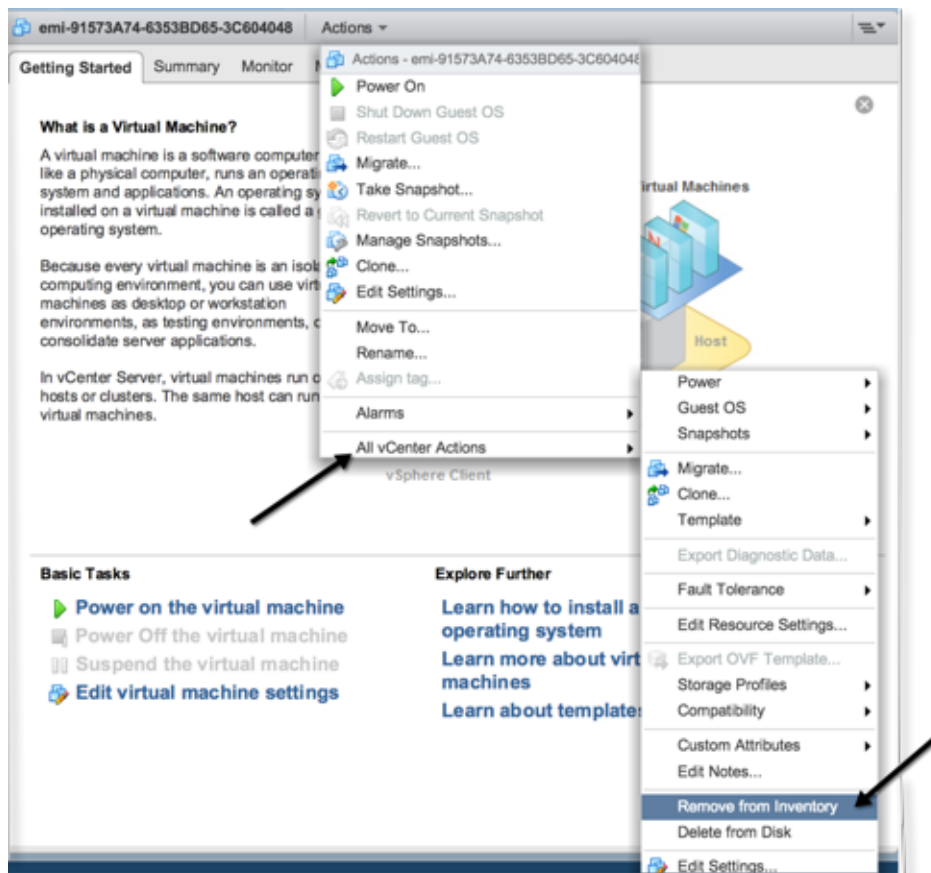 emi-91573A74-6353BD65-3C604048 Actions
Getting Started Summary Monitor
Actions - emi-91573A74-6353BD65-3C604048
Power On
Shut Down Guest OS
Restart Guest OS
Migrate...
Take Snapshot...
Revert to Current Snapshot
Manage Snapshots...
Clone...
Edit Settings...
Move To...
Rename...
Assign tag...
Alarms
All vCenter Actions
What is a Virtual Machine?
A virtual machine is a software computer
like a physical computer, runs an operati
system and applications. An operating sy
installed on a virtual machine is called a
operating system.
Because every virtual machine is an isol
computing environment, you can use virt
machines as desktop or workstation
environments, as testing environments, o
consolidate server applications.
In vCenter Server, virtual machines run o
hosts or clusters. The same host can run
virtual machines.
irtual Machines
Host
vSphere Client
Power
Guest OS
Snapshots
Migrate...
Clone...
Template
Export Diagnostic Data...
Fault Tolerance
Edit Resource Settings...
Export OVF Template...
Storage Profiles
Compatibility
Custom Attributes
Edit Notes...
Remove from Inventory
Delete from Disk
Edit Settings...
Basic Tasks
Power on the virtual machine
Power Off the virtual machine
Suspend the virtual machine
Edit virtual machine settings
Explore Further
Learn how to install a
operating system
Learn more about virt
machines
Learn about templates